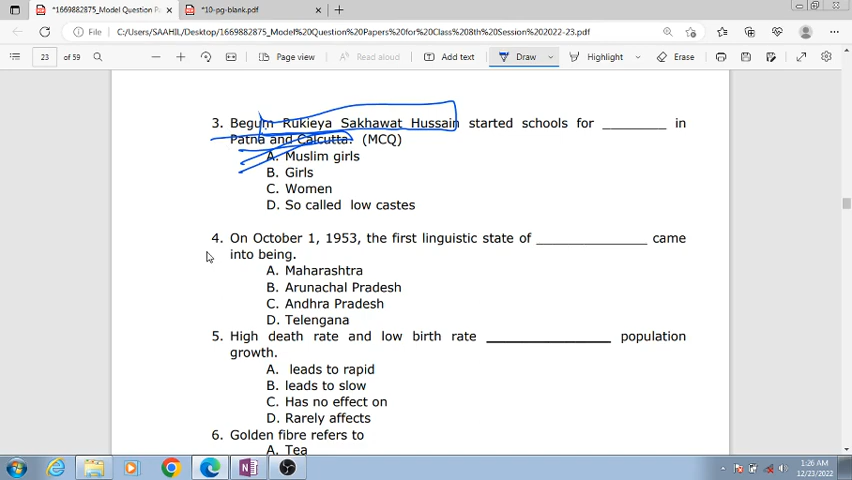 *1669882875_Model Question P
*10-pg-blank.pdf
File
C:/Users/SAAHIL/Desktop/1669882875_Model%20Question%20Papers%20for%20Class%208th%20Session%202022-23.pdf
23 of 59
Page view
Read aloud
Add text
Draw
Highlight
Erase
3. Begum Rukieya Sakhawat Hussain started schools for ________ in
Patna and Calcutta. (MCQ)
A. Muslim girls
B. Girls
C. Women
D. So called low castes
4. On October 1, 1953, the first linguistic state of ______________ came
into being.
A. Maharashtra
B. Arunachal Pradesh
C. Andhra Pradesh
D. Telengana
5. High death rate and low birth rate ________________ population
growth.
A. leads to rapid
B. leads to slow
C. Has no effect on
D. Rarely affects
6. Golden fibre refers to
A. Tea
1:26 AM
12/23/2022